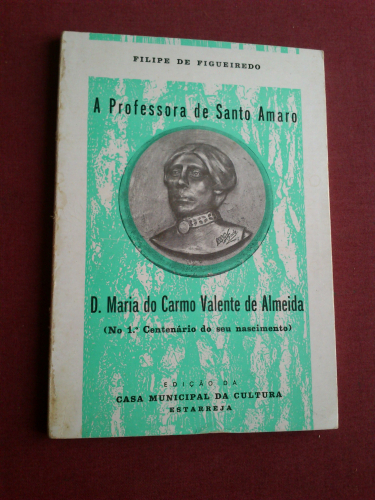 FILIPE DE FIGUEIREDO
A Professora de Santo Amaro
D. Maria do Carmo Valente de Almeida
(No 1.º Centenário do seu nascimento)
EDIÇÃO DA
CASA MUNICIPAL DA CULTURA
ESTARREJA